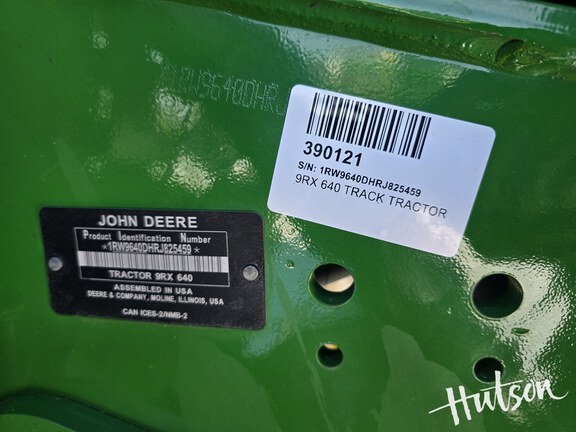 RW9640DHRJ
390121
S/N: 1RW9640DHRJ825459
9RX 640 TRACK TRACTOR
JOHN DEERE
Product Identification Number
*1RW9640DHRJ825459*
TRACTOR 9RX 640
ASSEMBLED IN USA
DEERE & COMPANY, MOLINE, ILLINOIS, USA
CAN ICES-2/NMB-2
Hutson